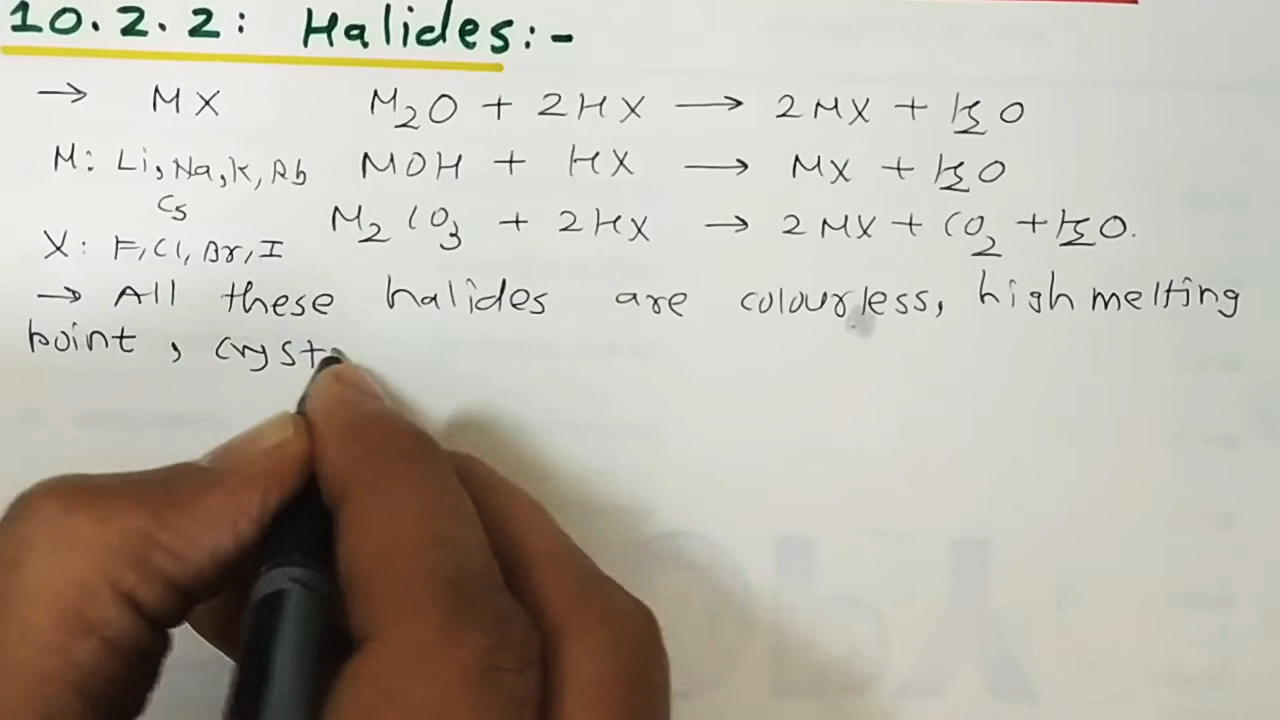 10.2.2: Halides:-
→ MX M₂O + 2HX → 2MX + H₂O
M: Li, Na, K, Rb MOH + HX → MX + H₂O
Cs M₂CO₃ + 2HX → 2MX + CO₂ + H₂O.
X: F, Cl, Br, I
→ All these halides are colourless, high melting
point, cryst